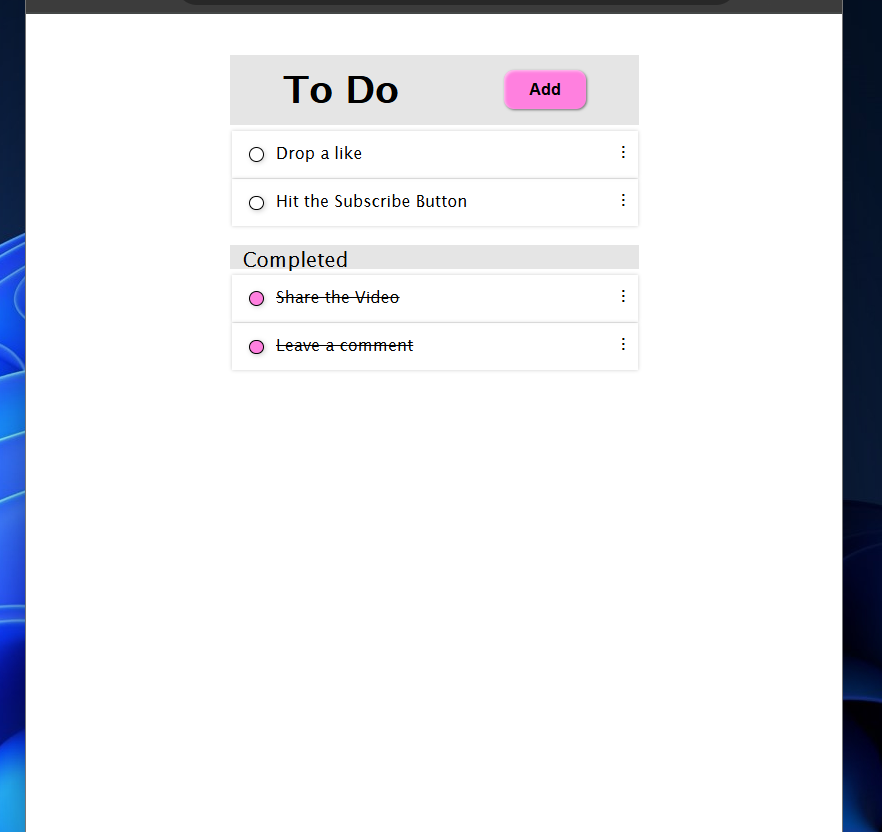 To Do
Add
Drop a like
Hit the Subscribe Button
Completed
Share the Video
Leave a comment